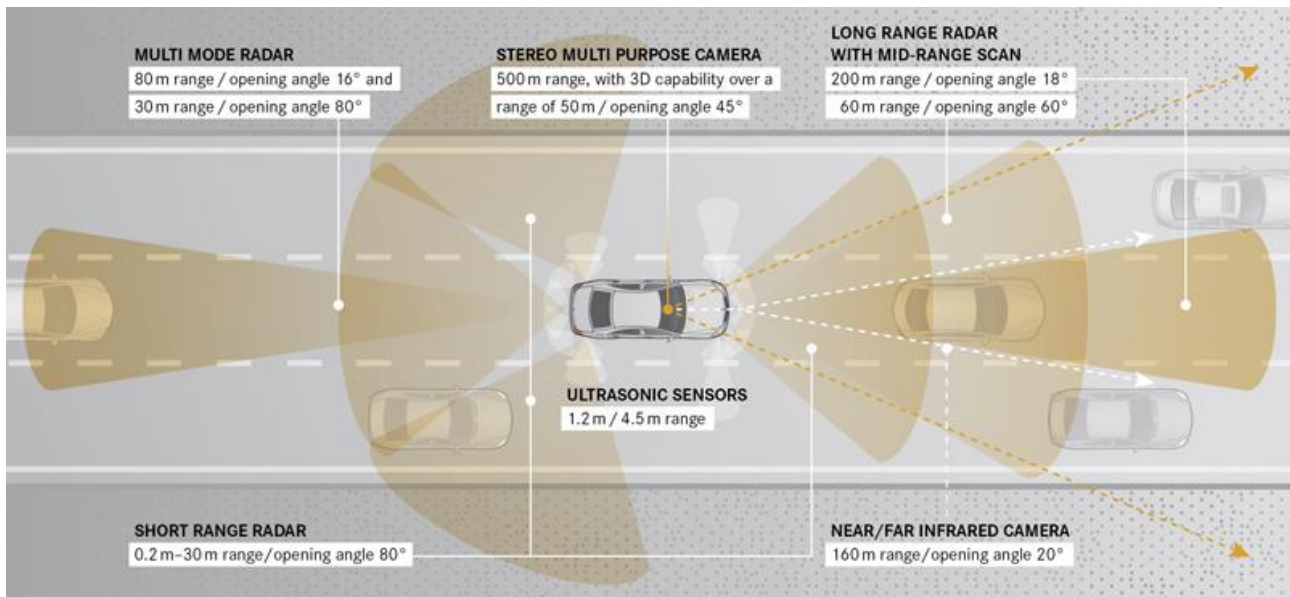 MULTI MODE RADAR
80 m range / opening angle 16° and
30 m range / opening angle 80°
STEREO MULTI PURPOSE CAMERA
500 m range, with 3D capability over a
range of 50 m / opening angle 45°
LONG RANGE RADAR
WITH MID-RANGE SCAN
200 m range / opening angle 18°
60 m range / opening angle 60°
ULTRASONIC SENSORS
1.2 m / 4.5 m range
SHORT RANGE RADAR
0.2 m–30 m range/opening angle 80°
NEAR/FAR INFRARED CAMERA
160 m range/opening angle 20°